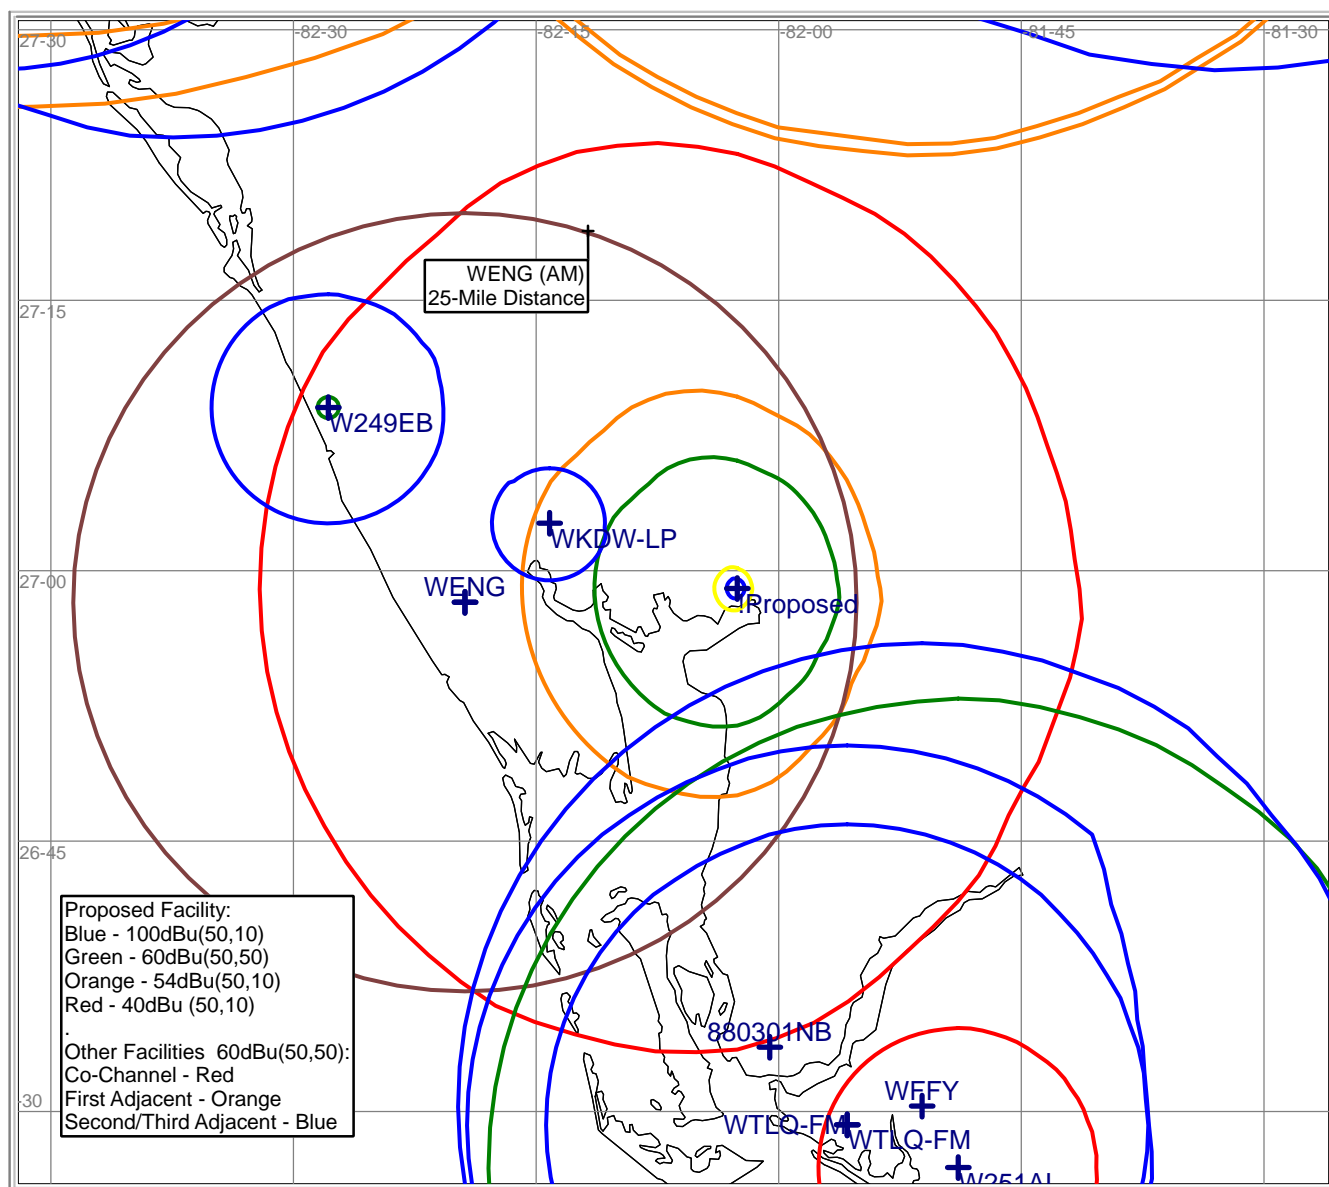 27-30
-82-30
-82-15
-82-00
-81-45
-81-30
WENG (AM)
25-Mile Distance
27-15
W249EB
WKDW-LP
27-00
WENG
!Proposed
26-45
Proposed Facility:
Blue - 100dBu(50,10)
Green - 60dBu(50,50)
Orange - 54dBu(50,10)
Red - 40dBu (50,10)
.
Other Facilities 60dBu(50,50):
Co-Channel - Red
First Adjacent - Orange
Second/Third Adjacent - Blue
-30
880301NB
WFFY
WTLQ-FM
WTLQ-FM